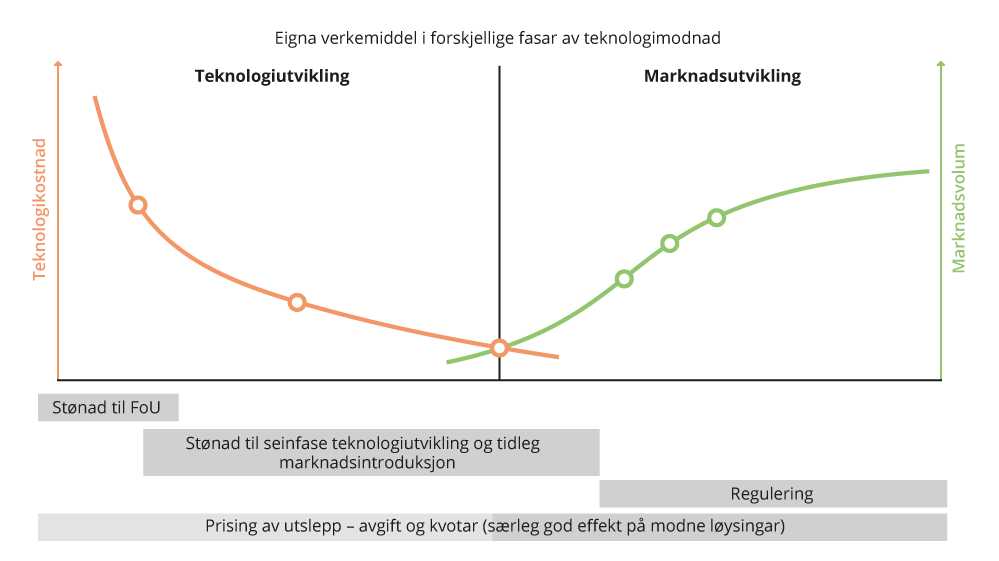 Eigna verkemiddel i forskjellige fasar av teknologimodnad
Teknologiutvikling
Marknadsutvikling
Teknologikostnad
Marknadsvolum
Stønad til FoU
Stønad til seinfase teknologiutvikling og tidleg
marknadsintroduksjon
Regulering
Prising av utslepp – avgift og kvotar (særleg god effekt på modne løysingar)